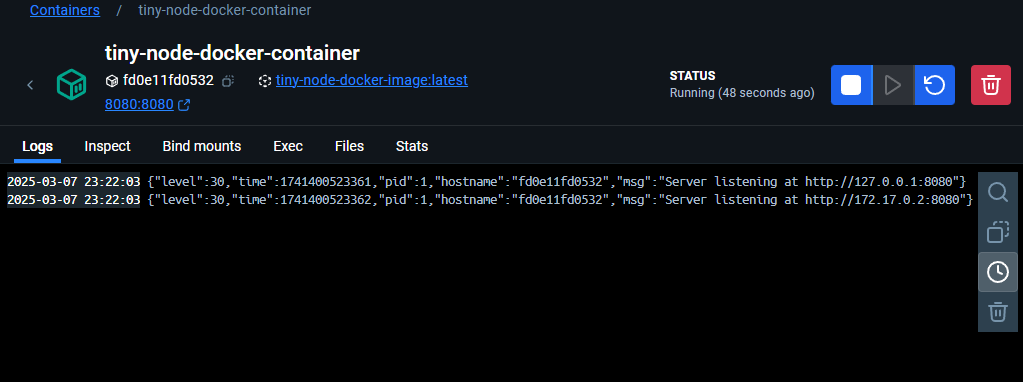 Containers / tiny-node-docker-container
tiny-node-docker-container
fd0e11fd0532 tiny-node-docker-image:latest
8080:8080
STATUS
Running (48 seconds ago)
Logs Inspect Bind mounts Exec Files Stats
2025-03-07 23:22:03 {"level":30,"time":1741400523361,"pid":1,"hostname":"fd0e11fd0532","msg":"Server listening at http://127.0.0.1:8080"}
2025-03-07 23:22:03 {"level":30,"time":1741400523362,"pid":1,"hostname":"fd0e11fd0532","msg":"Server listening at http://172.17.0.2:8080"}